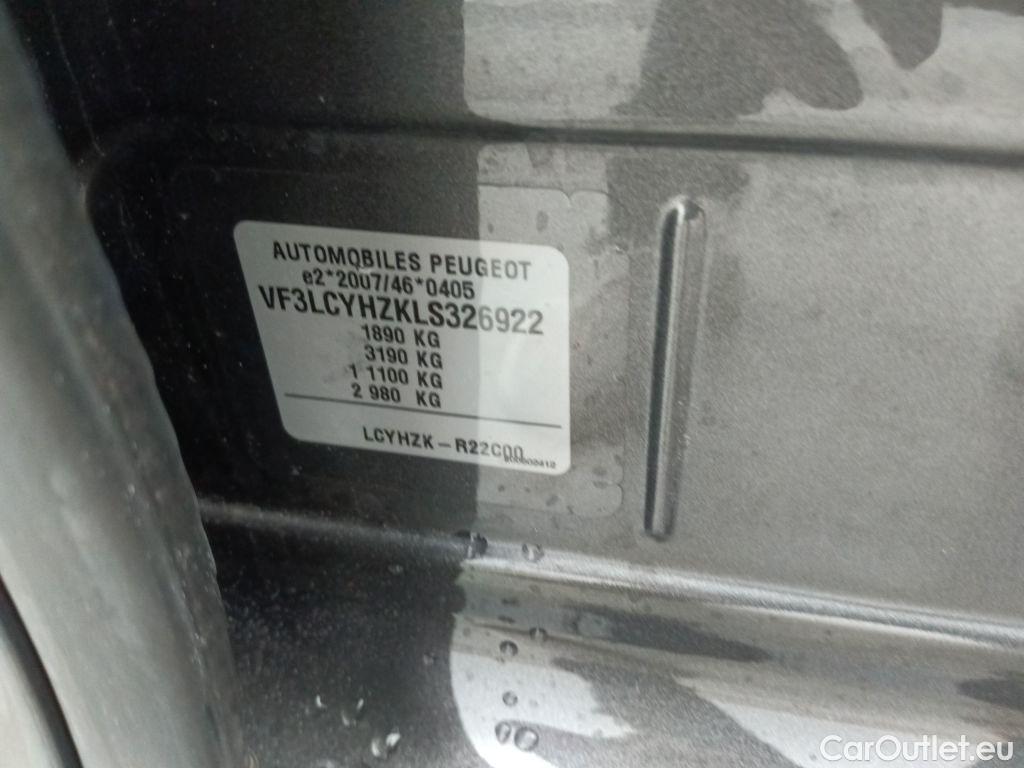 AUTOMOBILES PEUGEOT
e2*2007/46*0405
VF3LCYHZKLS326922
1890 KG
3190 KG
1 1100 KG
2 980 KG
LCYHZK – R22C00
CarOutlet.eu